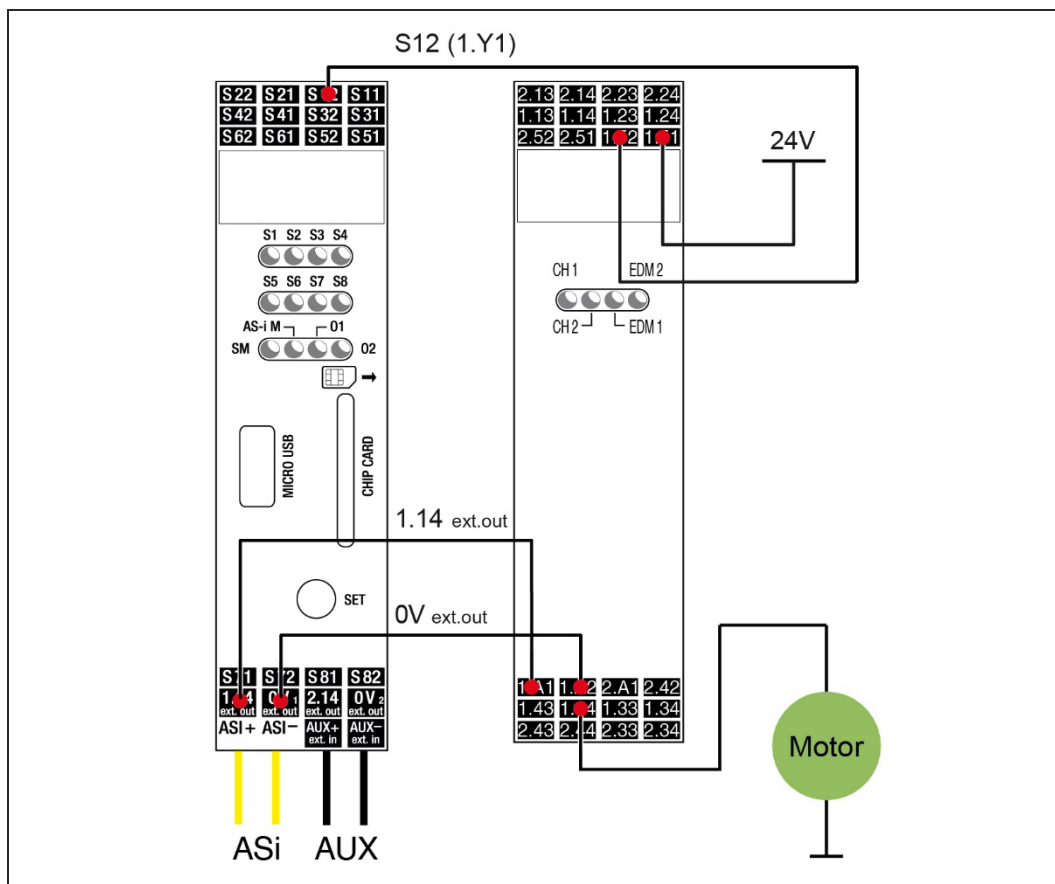 S12 (1.Y1)
S22 S21 S11
S42 S41 S32 S31
S62 S61 S52 S51
2.13 2.14 2.23 2.24
1.13 1.14 1.23 1.24
2.52 2.51
24V
S1 S2 S3 S4
S5 S6 S7 S8
AS-i M O1
SM O2
CH 1 EDM 2
CH 2 EDM 1
MICRO USB
CHIP CARD
1.14 ext.out
SET
0V ext.out
S81 S82
2.14 0V2
ext. out ext. out ext. out ext. out
ASI+ ASI- AUX+ AUX-
ext. in ext. in
2.A1 2.42
1.43 1.33 1.34
2.43 2.33 2.34
Motor
ASi AUX